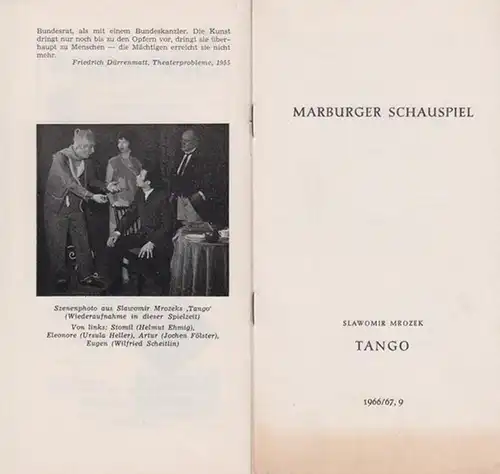 Bundesrat, als mit einem Bundeskanzler. Die Kunst
dringt nur noch bis zu den Opfern vor, dringt sie über-
haupt zu Menschen — die Mächtigen erreicht sie nicht
mehr.
Friedrich Dürrenmatt, Theaterprobleme, 1955
Szenenphoto aus Slawomir Mrozeks ‚Tango'
(Wiederaufnahme in dieser Spielzeit)
Von links: Stomil (Helmut Ehmig),
Eleonore (Ursula Heller), Artur (Jochen Fölster),
Eugen (Wilfried Scheitlin)
MARBURGER SCHAUSPIEL
SLAWOMIR MROZEK
TANGO
1966/67, 9